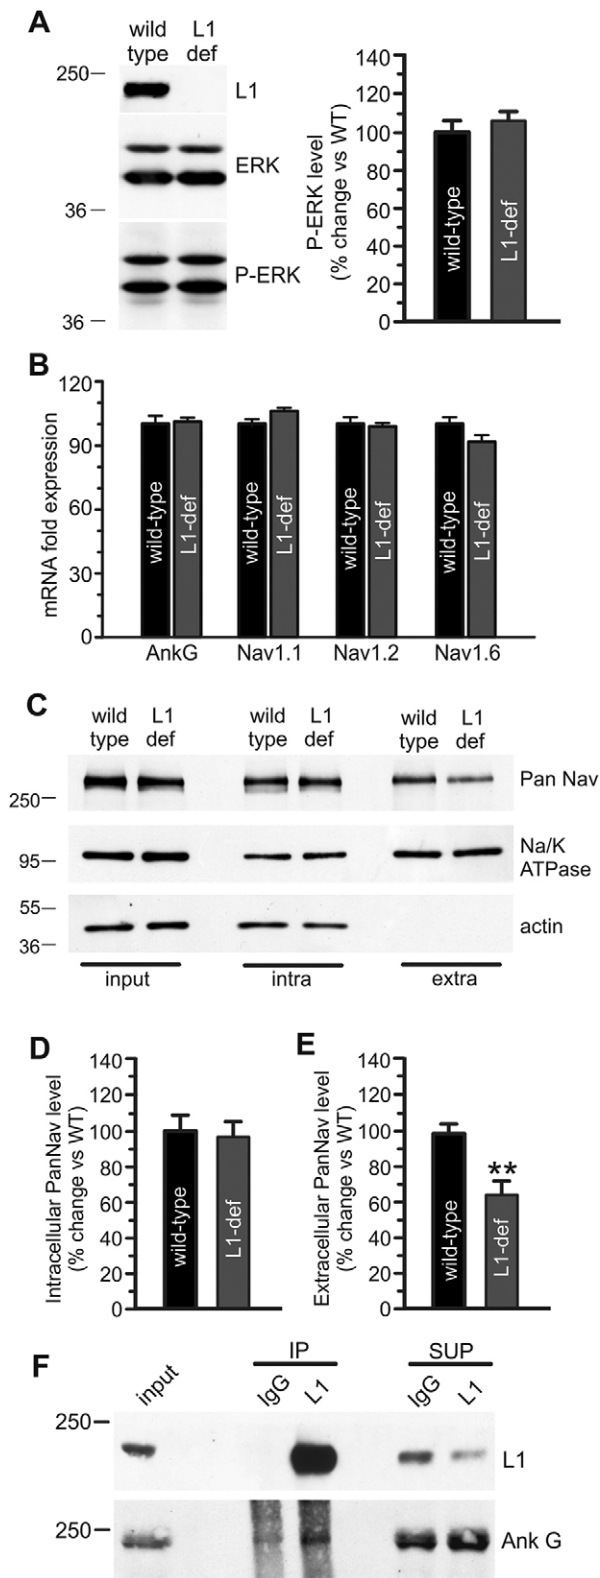 A
wild type
L1 def
250
L1
ERK
36
P-ERK
36
P-ERK level
(% change vs WT)
140
120
100
80
60
40
20
0
wild-type
L1-def
B
mRNA fold expression
120
90
60
30
0
wild-type
L1-def
wild-type
L1-def
wild-type
L1-def
wild-type
L1-def
AnkG Nav1.1 Nav1.2 Nav1.6
C
wild L1 wild L1 wild L1
type def type def type def
250
Pan Nav
95
Na/K
ATPase
55
36
actin
input intra extra
D
Intracellular PanNav level
(% change vs WT)
140
120
100
80
60
40
20
0
wild-type
L1-def
E
Extracellular PanNav level
(% change vs WT)
140
120
100
80
60
40
20
0
wild-type
**
L1-def
F
IP SUP
input IgG L1 IgG L1
250
L1
250
Ank G